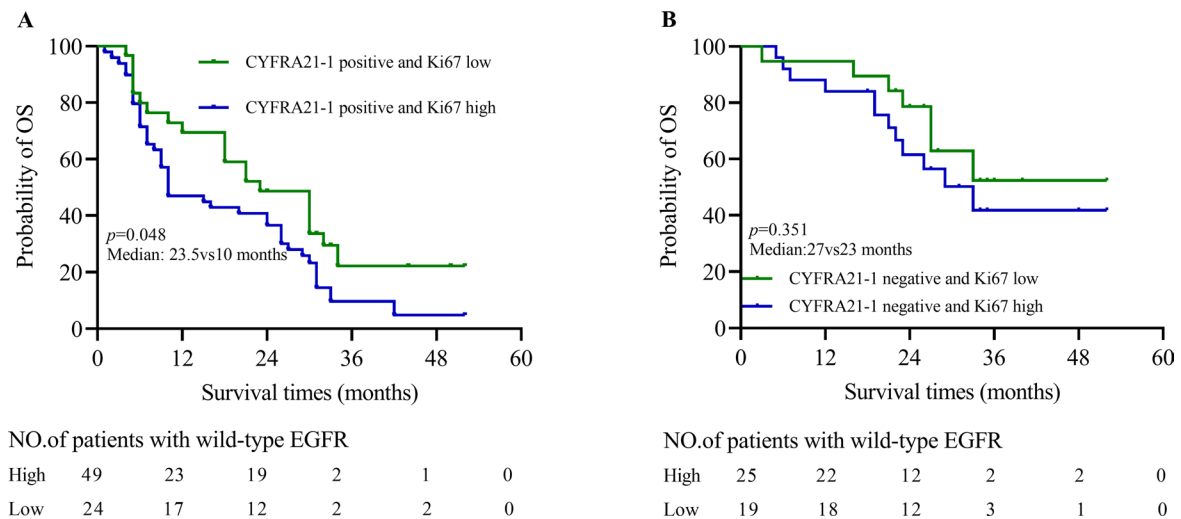 A
100
80
60
40
20
0
Probability of OS
CYFRA21-1 positive and Ki67 low
CYFRA21-1 positive and Ki67 high
p=0.048
Median: 23.5vs10 months
0 12 24 36 48 60
Survival times (months)
NO.of patients with wild-type EGFR
High 49 23 19 2 1 0
Low 24 17 12 2 2 0
B
100
80
60
40
20
0
Probability of OS
p=0.351
Median:27vs23 months
CYFRA21-1 negative and Ki67 low
CYFRA21-1 negative and Ki67 high
0 12 24 36 48 60
Survival times (months)
NO.of patients with wild-type EGFR
High 25 22 12 2 2 0
Low 19 18 12 3 1 0